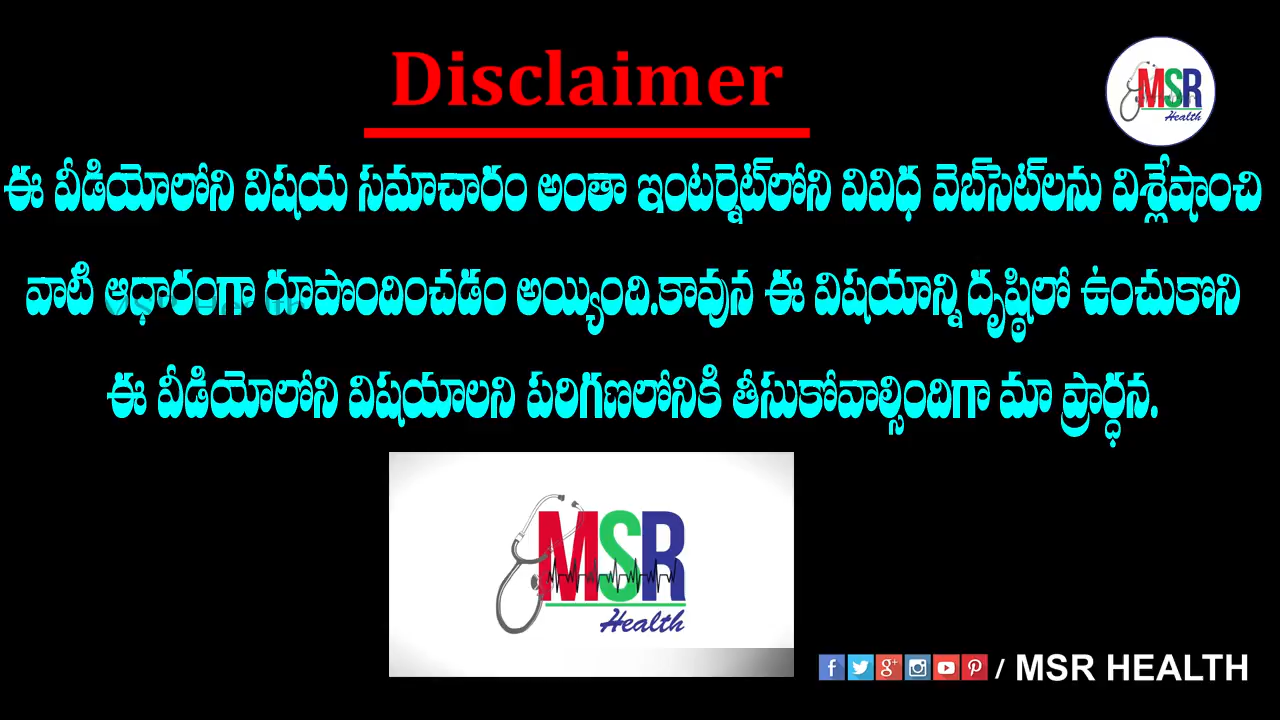 Disclaimer
MSR
Health
ఈ వీడియోలోని విషయ సమాచారం అంతా ఇంటర్నెట్‌లోని వివిధ వెబ్‌సెట్‌లను విశ్లేషాంచి
వాటి ఆధారంగా రూపొందించడం అయ్యింది.కావున ఈ విషయాన్ని దృష్ఠిలో ఉంచుకొని
ఈ వీడియోలోని విషయాలని పరిగణలోనికి తీసుకోవాల్సిందిగా మా ప్రార్ధన.
MSR
Health
f g+ / MSR HEALTH